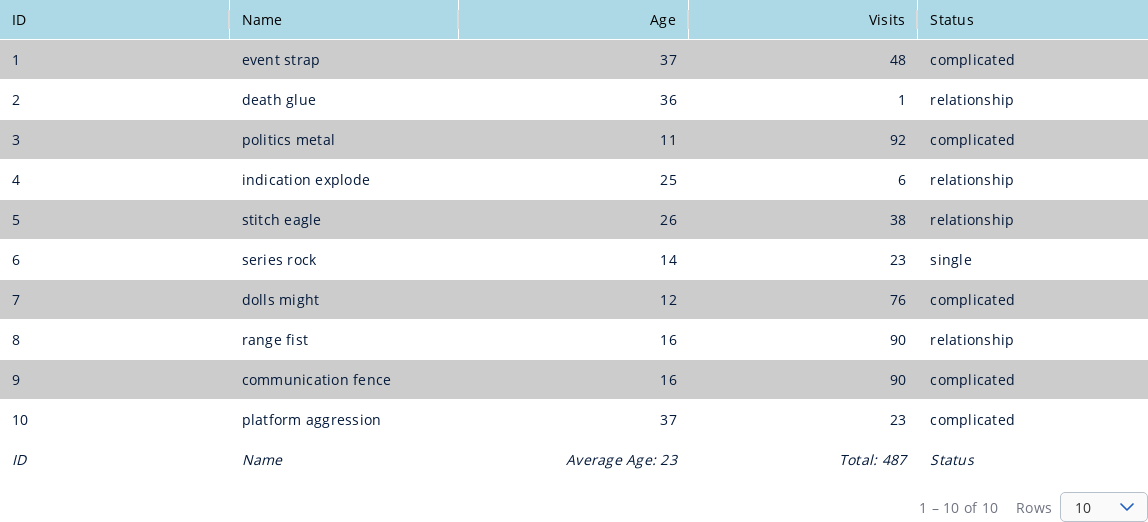 ID Name Age Visits Status
1 event strap 37 48 complicated
2 death glue 36 1 relationship
3 politics metal 11 92 complicated
4 indication explode 25 6 relationship
5 stitch eagle 26 38 relationship
6 series rock 14 23 single
7 dolls might 12 76 complicated
8 range fist 16 90 relationship
9 communication fence 16 90 complicated
10 platform aggression 37 23 complicated
ID Name Average Age: 23 Total: 487 Status
1 – 10 of 10 Rows 10